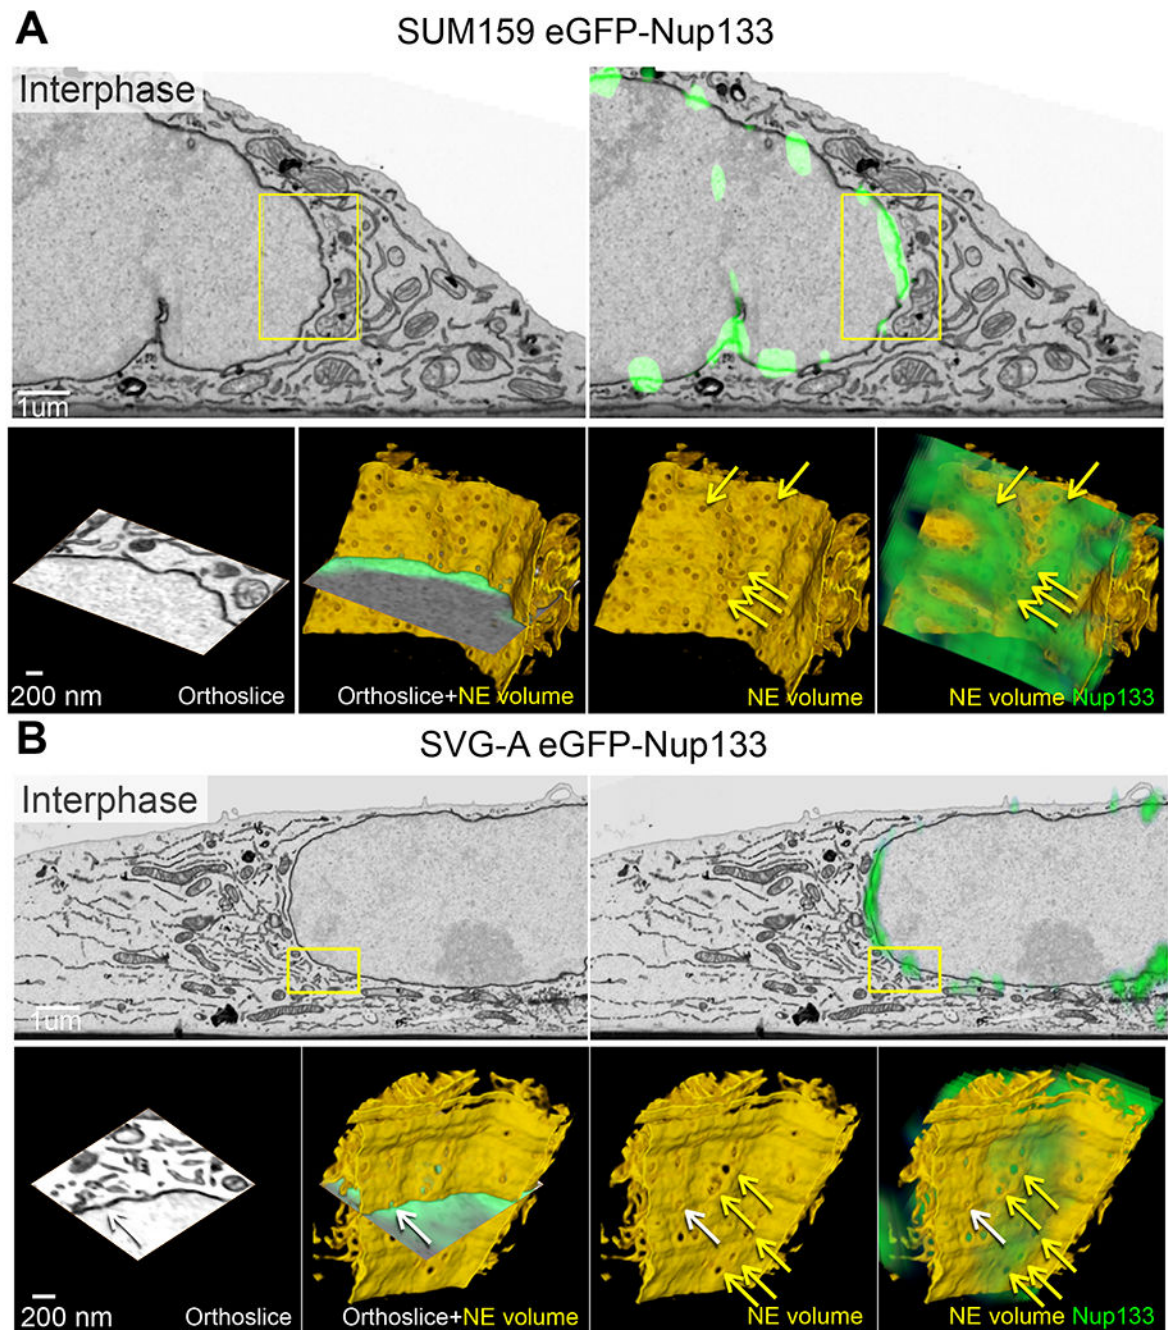 A
SUM159 eGFP-Nup133
Interphase
1um
200 nm
Orthoslice
Orthoslice+NE volume
NE volume
NE volume Nup133
B
SVG-A eGFP-Nup133
Interphase
1um
200 nm
Orthoslice
Orthoslice+NE volume
NE volume
NE volume Nup133